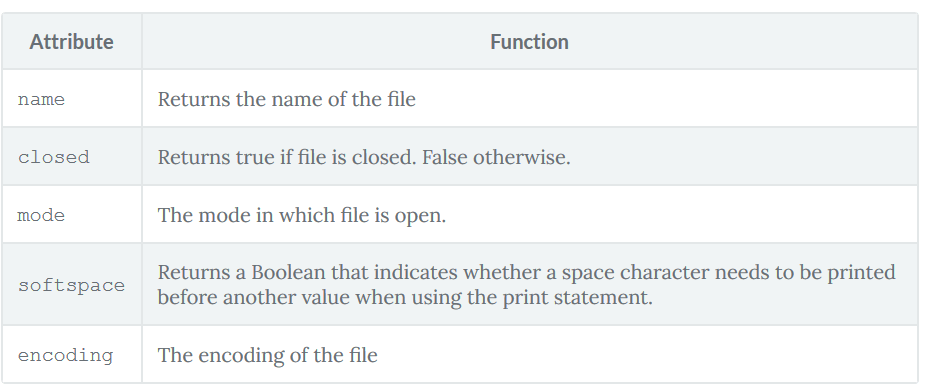 Attribute Function
name Returns the name of the file
closed Returns true if file is closed. False otherwise.
mode The mode in which file is open.
softspace Returns a Boolean that indicates whether a space character needs to be printed
before another value when using the print statement.
encoding The encoding of the file